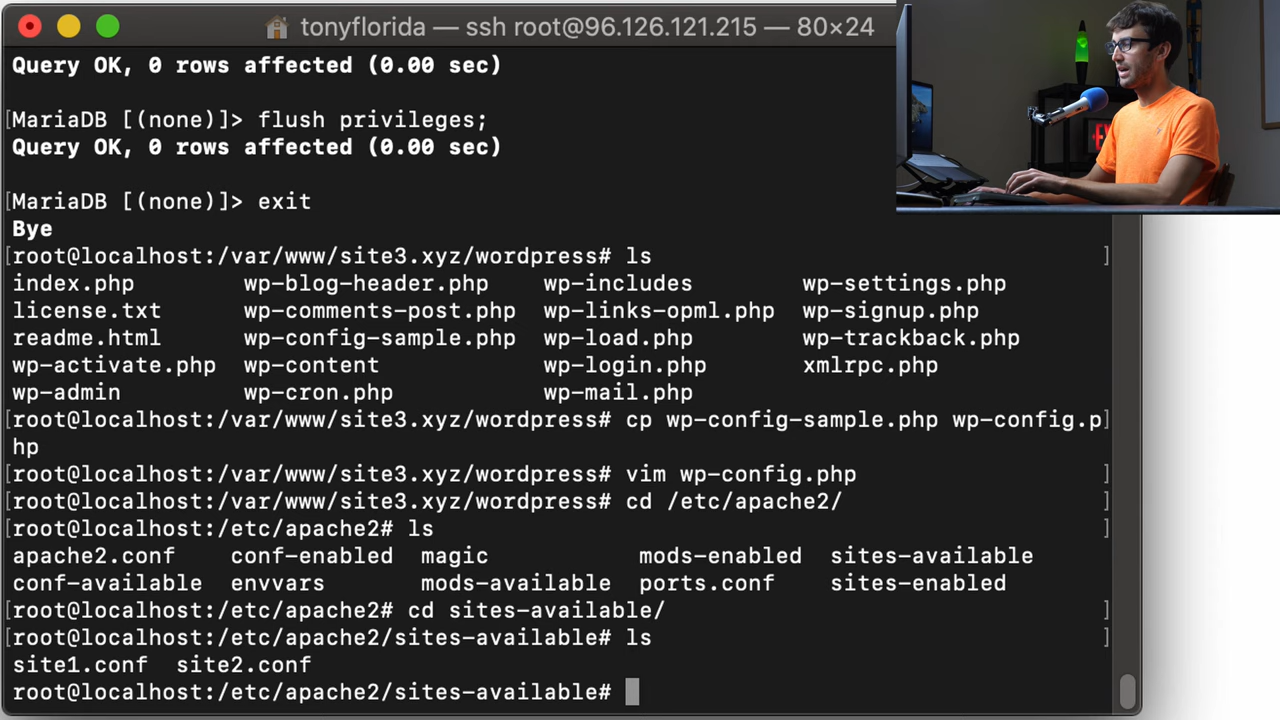 tonyflorida — ssh root@96.126.121.215 — 80×24
Query OK, 0 rows affected (0.00 sec)
[MariaDB [(none)]> flush privileges;
Query OK, 0 rows affected (0.00 sec)
[MariaDB [(none)]> exit
Bye
[root@localhost:/var/www/site3.xyz/wordpress# ls ]
index.php wp-blog-header.php wp-includes wp-settings.php
license.txt wp-comments-post.php wp-links-opml.php wp-signup.php
readme.html wp-config-sample.php wp-load.php wp-trackback.php
wp-activate.php wp-content wp-login.php xmlrpc.php
wp-admin wp-cron.php wp-mail.php
[root@localhost:/var/www/site3.xyz/wordpress# cp wp-config-sample.php wp-config.p]
hp
[root@localhost:/var/www/site3.xyz/wordpress# vim wp-config.php ]
[root@localhost:/var/www/site3.xyz/wordpress# cd /etc/apache2/ ]
[root@localhost:/etc/apache2# ls ]
apache2.conf conf-enabled magic mods-enabled sites-available
conf-available envvars mods-available ports.conf sites-enabled
[root@localhost:/etc/apache2# cd sites-available/ ]
[root@localhost:/etc/apache2/sites-available# ls ]
site1.conf site2.conf
root@localhost:/etc/apache2/sites-available#